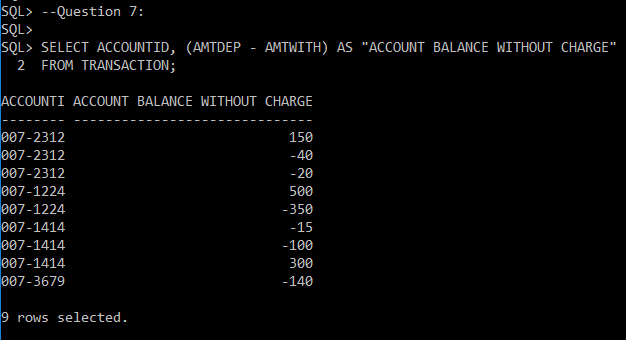 SQL> --Question 7:
SQL>
SQL> SELECT ACCOUNTID, (AMTDEP - AMTWITH) AS "ACCOUNT BALANCE WITHOUT CHARGE"
  2  FROM TRANSACTION;

ACCOUNTI ACCOUNT BALANCE WITHOUT CHARGE
-------- ------------------------------
007-2312                            150
007-2312                            -40
007-2312                            -20
007-1224                            500
007-1224                           -350
007-1414                            -15
007-1414                           -100
007-1414                            300
007-3679                           -140

9 rows selected.